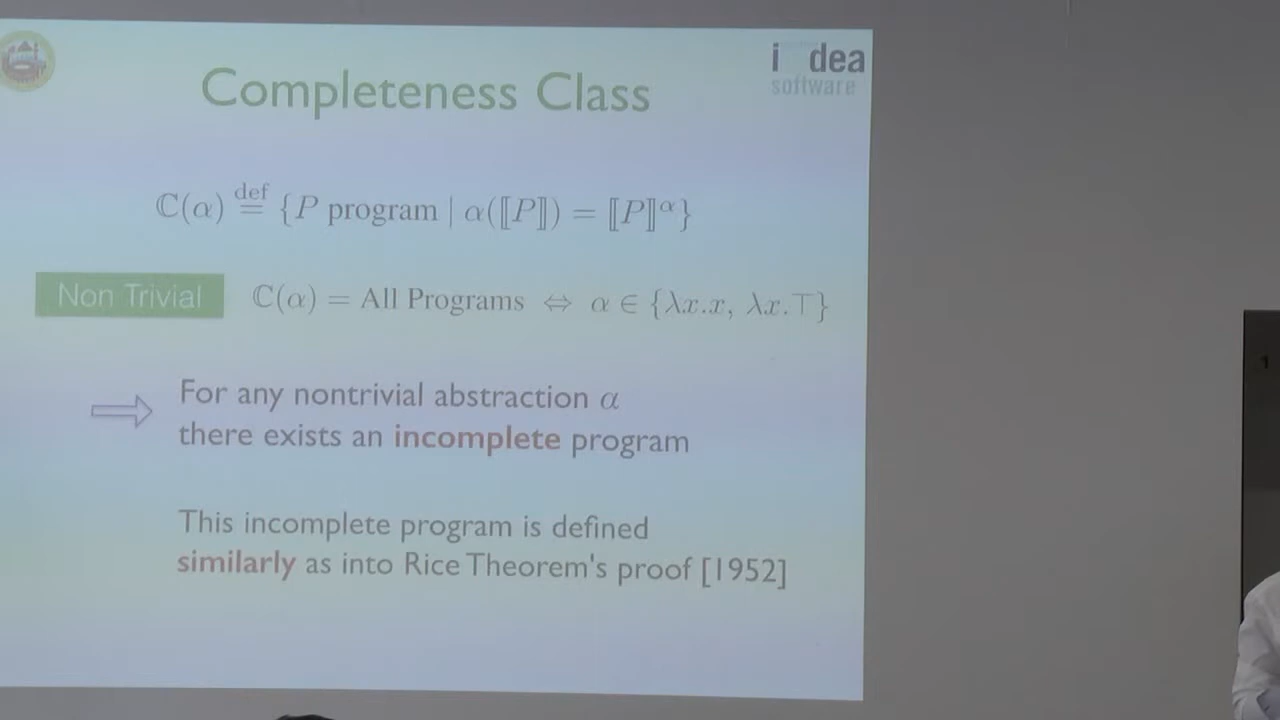 i dea
software
Completeness Class
ℂ(α) def= {P program | α(⟦P⟧) = ⟦P⟧^α}
Non Trivial ℂ(α) = All Programs ⇔ α ∈ {λx.x, λx.⊤}
For any nontrivial abstraction α
there exists an incomplete program
This incomplete program is defined
similarly as into Rice Theorem's proof [1952]